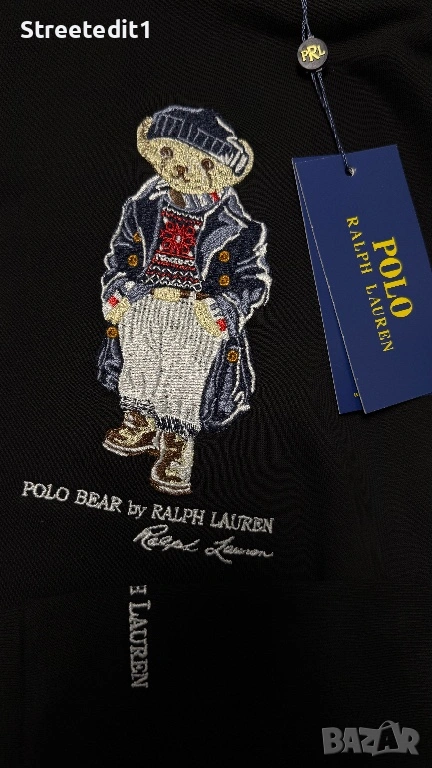 Streetedit1
PRL
POLO
RALPH LAUREN
POLO BEAR by RALPH LAUREN
Ralph Lauren
E LAUREN
BAZAR